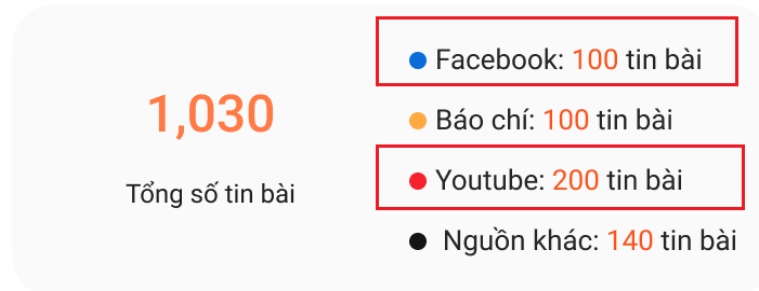 1,030
Tổng số tin bài
Facebook: 100 tin bài
Báo chí: 100 tin bài
Youtube: 200 tin bài
Nguồn khác: 140 tin bài